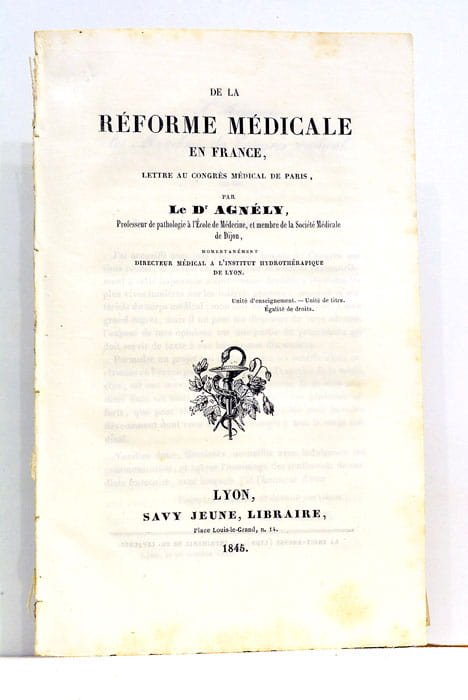 DE LA
RÉFORME MÉDICALE
EN FRANCE,
LETTRE AU CONGRÈS MÉDICAL DE PARIS,
PAR
Le Dr AGNÉLY,
Professeur de pathologie à l'École de Médecine, et membre de la Société Médicale
de Dijon,
MOMENTANÉMENT
DIRECTEUR MÉDICAL A L'INSTITUT HYDROTHÉRAPIQUE
DE LYON.
Unité d'enseignement. — Unité de titre.
Égalité de droits.
LYON,
SAVY JEUNE, LIBRAIRE,
Place Louis-le-Grand, n. 14.
1845.